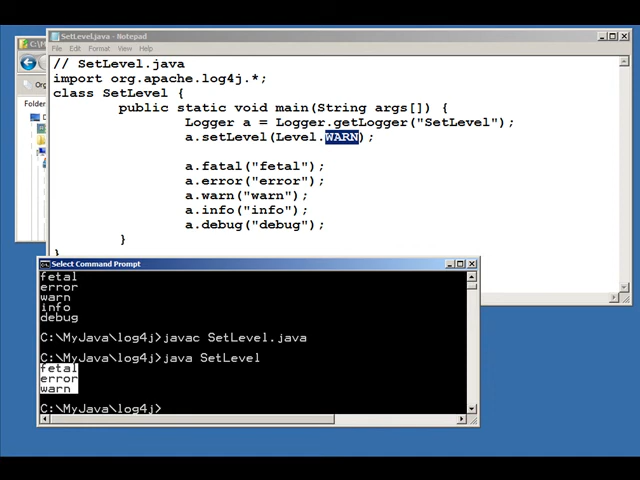 SetLevel.java - Notepad
File Edit Format View Help
// SetLevel.java
import org.apache.log4j.*;
class SetLevel {
public static void main(String args[]) {
Logger a = Logger.getLogger("SetLevel");
a.setLevel(Level.WARN);
a.fatal("fetal");
a.error("error");
a.warn("warn");
a.info("info");
a.debug("debug");
}
}
Folder
Select Command Prompt
fetal
error
warn
info
debug
C:\MyJava\log4j>javac SetLevel.java
C:\MyJava\log4j>java SetLevel
fetal
error
warn
C:\MyJava\log4j>